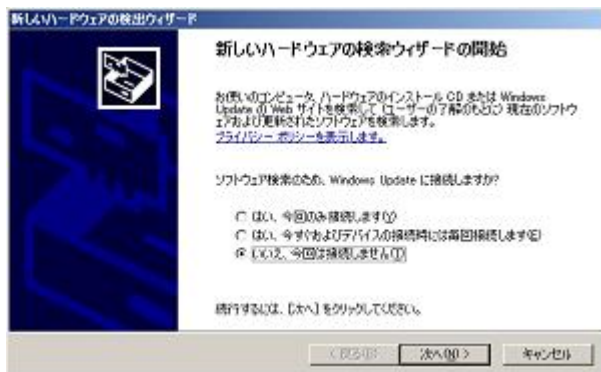 新しいハードウェアの検出ウィザード
新しいハードウェアの検索ウィザードの開始
お使いのコンピュータ、ハードウェアのインストール CD または Windows
Update の Web サイトを検索して (ユーザーの了解のもとに) 現在のソフトウ
ェアおよび更新されたソフトウェアを検索します。
プライバシー ポリシーを表示します。
ソフトウェア検索のため、Windows Update に接続しますか?
はい、今回のみ接続します(Y)
はい、今すぐおよびデバイスの接続時には毎回接続します(E)
いいえ、今回は接続しません(T)
続行するには、[次へ] をクリックしてください。
< 戻る(B)
次へ(N) >
キャンセル